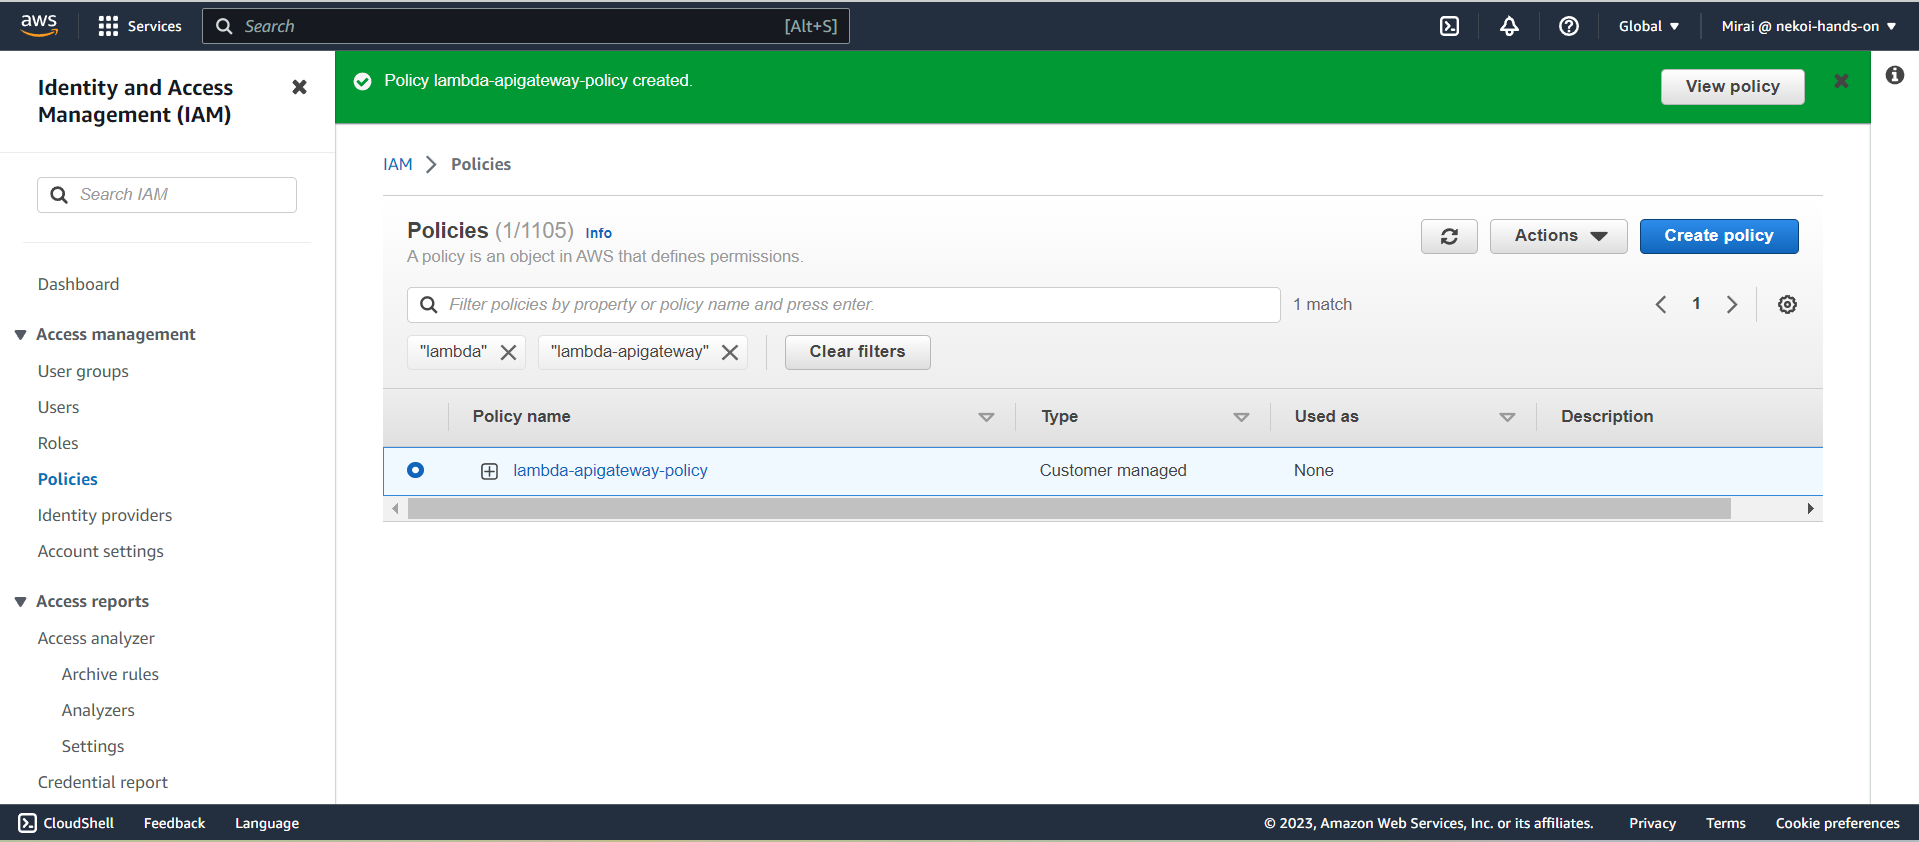 aws
Services
Search
[Alt+S]
Global
Mirai @ nekoi-hands-on
Identity and Access
Management (IAM)
Search IAM
Dashboard
Access management
User groups
Users
Roles
Policies
Identity providers
Account settings
Access reports
Access analyzer
Archive rules
Analyzers
Settings
Credential report
Policy lambda-apigateway-policy created.
View policy
IAM
Policies
Policies (1/1105) Info
A policy is an object in AWS that defines permissions.
Actions
Create policy
Filter policies by property or policy name and press enter.
1 match
1
"lambda"
"lambda-apigateway"
Clear filters
Policy name
Type
Used as
Description
lambda-apigateway-policy
Customer managed
None
CloudShell
Feedback
Language
© 2023, Amazon Web Services, Inc. or its affiliates.
Privacy
Terms
Cookie preferences